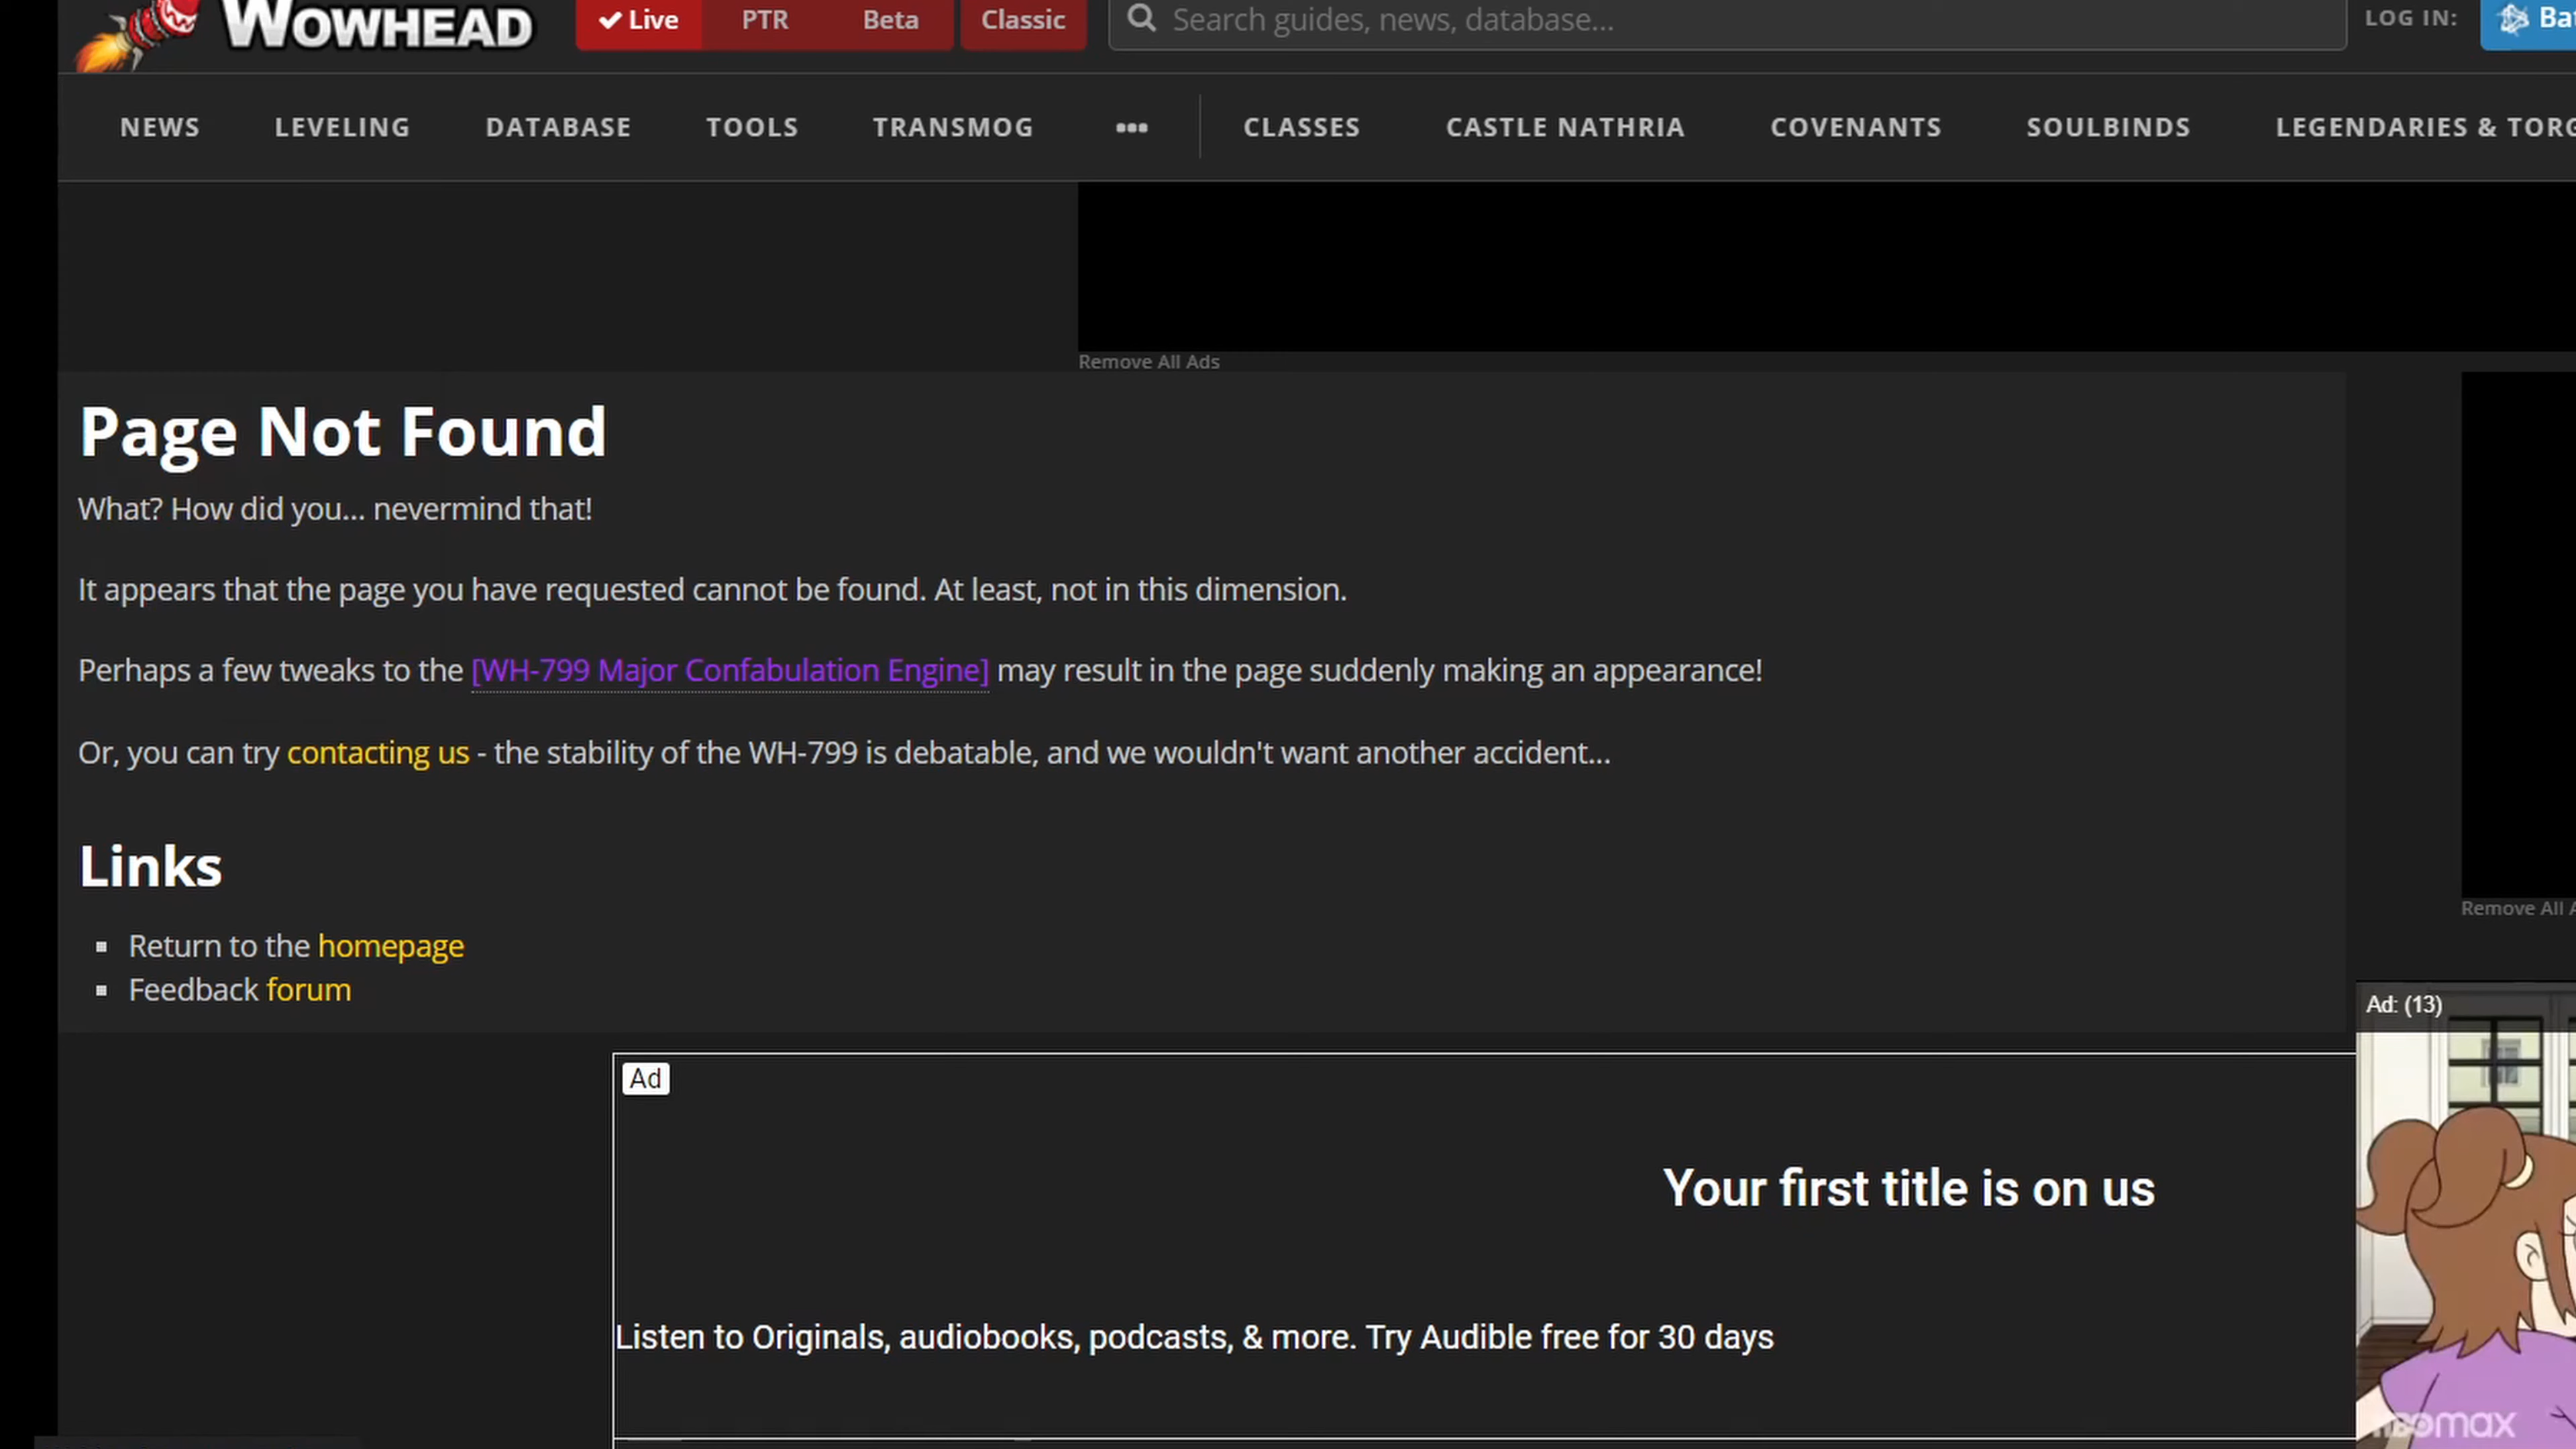 WOWHEAD
Live PTR Beta Classic
Search guides, news, database...
LOG IN:
NEWS LEVELING DATABASE TOOLS TRANSMOG ••• CLASSES CASTLE NATHRIA COVENANTS SOULBINDS LEGENDARIES &
Remove All Ads
Page Not Found
What? How did you... nevermind that!
It appears that the page you have requested cannot be found. At least, not in this dimension.
Perhaps a few tweaks to the [WH-799 Major Confabulation Engine] may result in the page suddenly making an appearance!
Or, you can try contacting us - the stability of the WH-799 is debatable, and we wouldn't want another accident...
Links
Return to the homepage
Feedback forum
Remove All
Ad: (13)
Ad
Your first title is on us
Listen to Originals, audiobooks, podcasts, & more. Try Audible free for 30 days
HBOmax